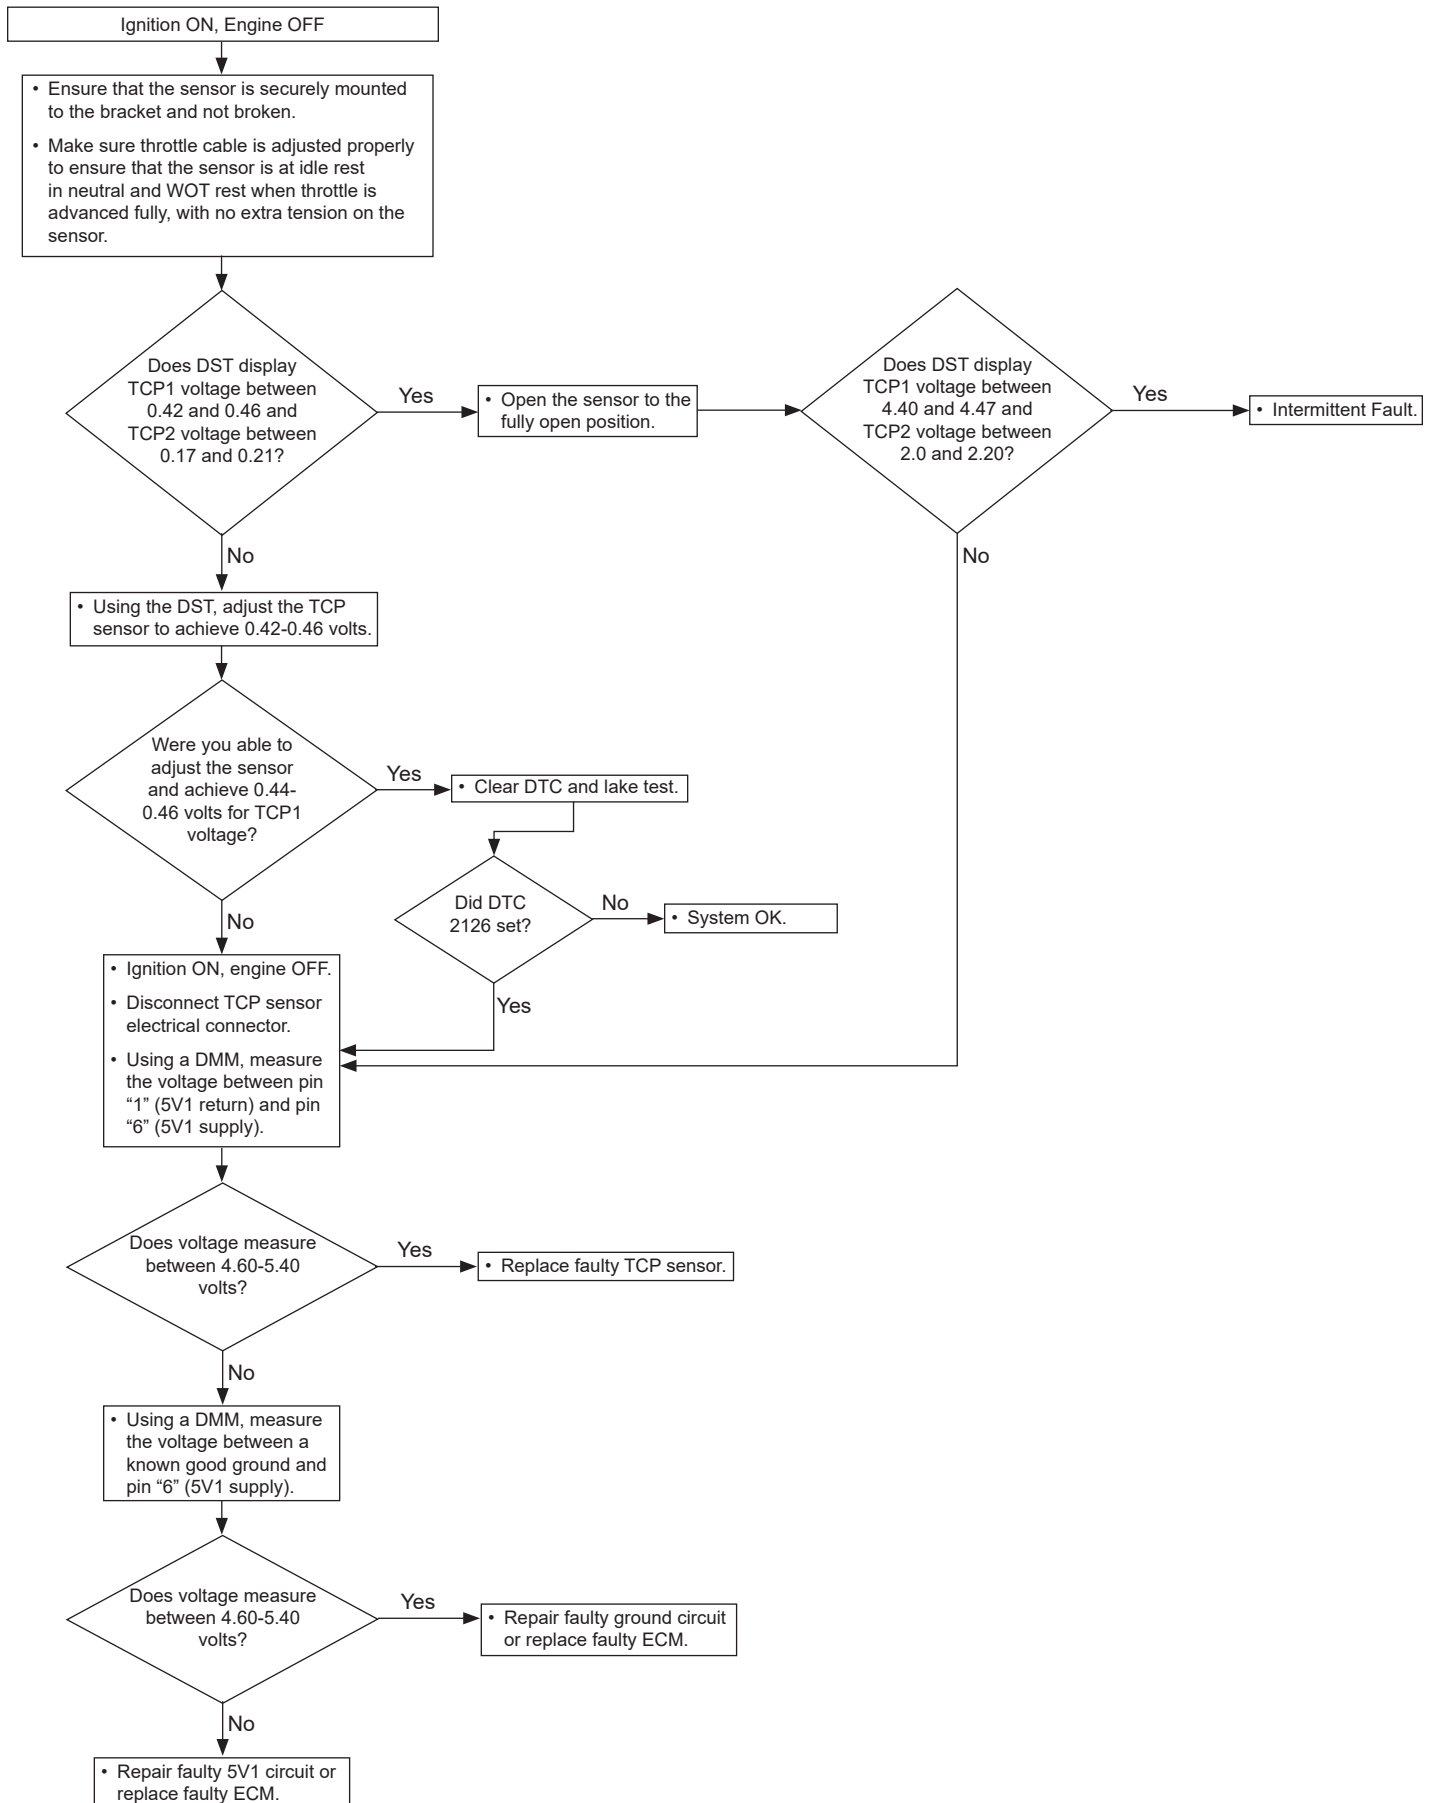 Ignition ON, Engine OFF
• Ensure that the sensor is securely mounted
to the bracket and not broken.
• Make sure throttle cable is adjusted properly
to ensure that the sensor is at idle rest
in neutral and WOT rest when throttle is
advanced fully, with no extra tension on the
sensor.
Does DST display
TCP1 voltage between
0.42 and 0.46 and
TCP2 voltage between
0.17 and 0.21?
Yes
• Open the sensor to the
fully open position.
Does DST display
TCP1 voltage between
4.40 and 4.47 and
TCP2 voltage between
2.0 and 2.20?
Yes
• Intermittent Fault.
No
No
• Using the DST, adjust the TCP
sensor to achieve 0.42-0.46 volts.
Were you able to
adjust the sensor
and achieve 0.44-
0.46 volts for TCP1
voltage?
Yes
• Clear DTC and lake test.
Did DTC
2126 set?
No
• System OK.
Yes
No
• Ignition ON, engine OFF.
• Disconnect TCP sensor
electrical connector.
• Using a DMM, measure
the voltage between pin
“1” (5V1 return) and pin
“6” (5V1 supply).
Does voltage measure
between 4.60-5.40
volts?
Yes
• Replace faulty TCP sensor.
No
• Using a DMM, measure
the voltage between a
known good ground and
pin “6” (5V1 supply).
Does voltage measure
between 4.60-5.40
volts?
Yes
• Repair faulty ground circuit
or replace faulty ECM.
No
• Repair faulty 5V1 circuit or
replace faulty ECM.